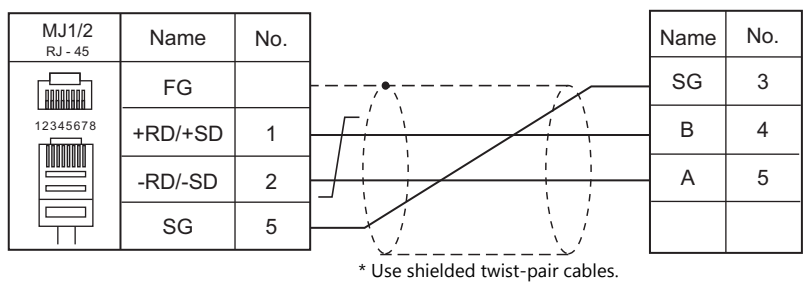 MJ1/2 Name No. Name No.
RJ - 45
FG SG 3
12345678
+RD/+SD 1 B 4
-RD/-SD 2 A 5
SG 5
* Use shielded twist-pair cables.